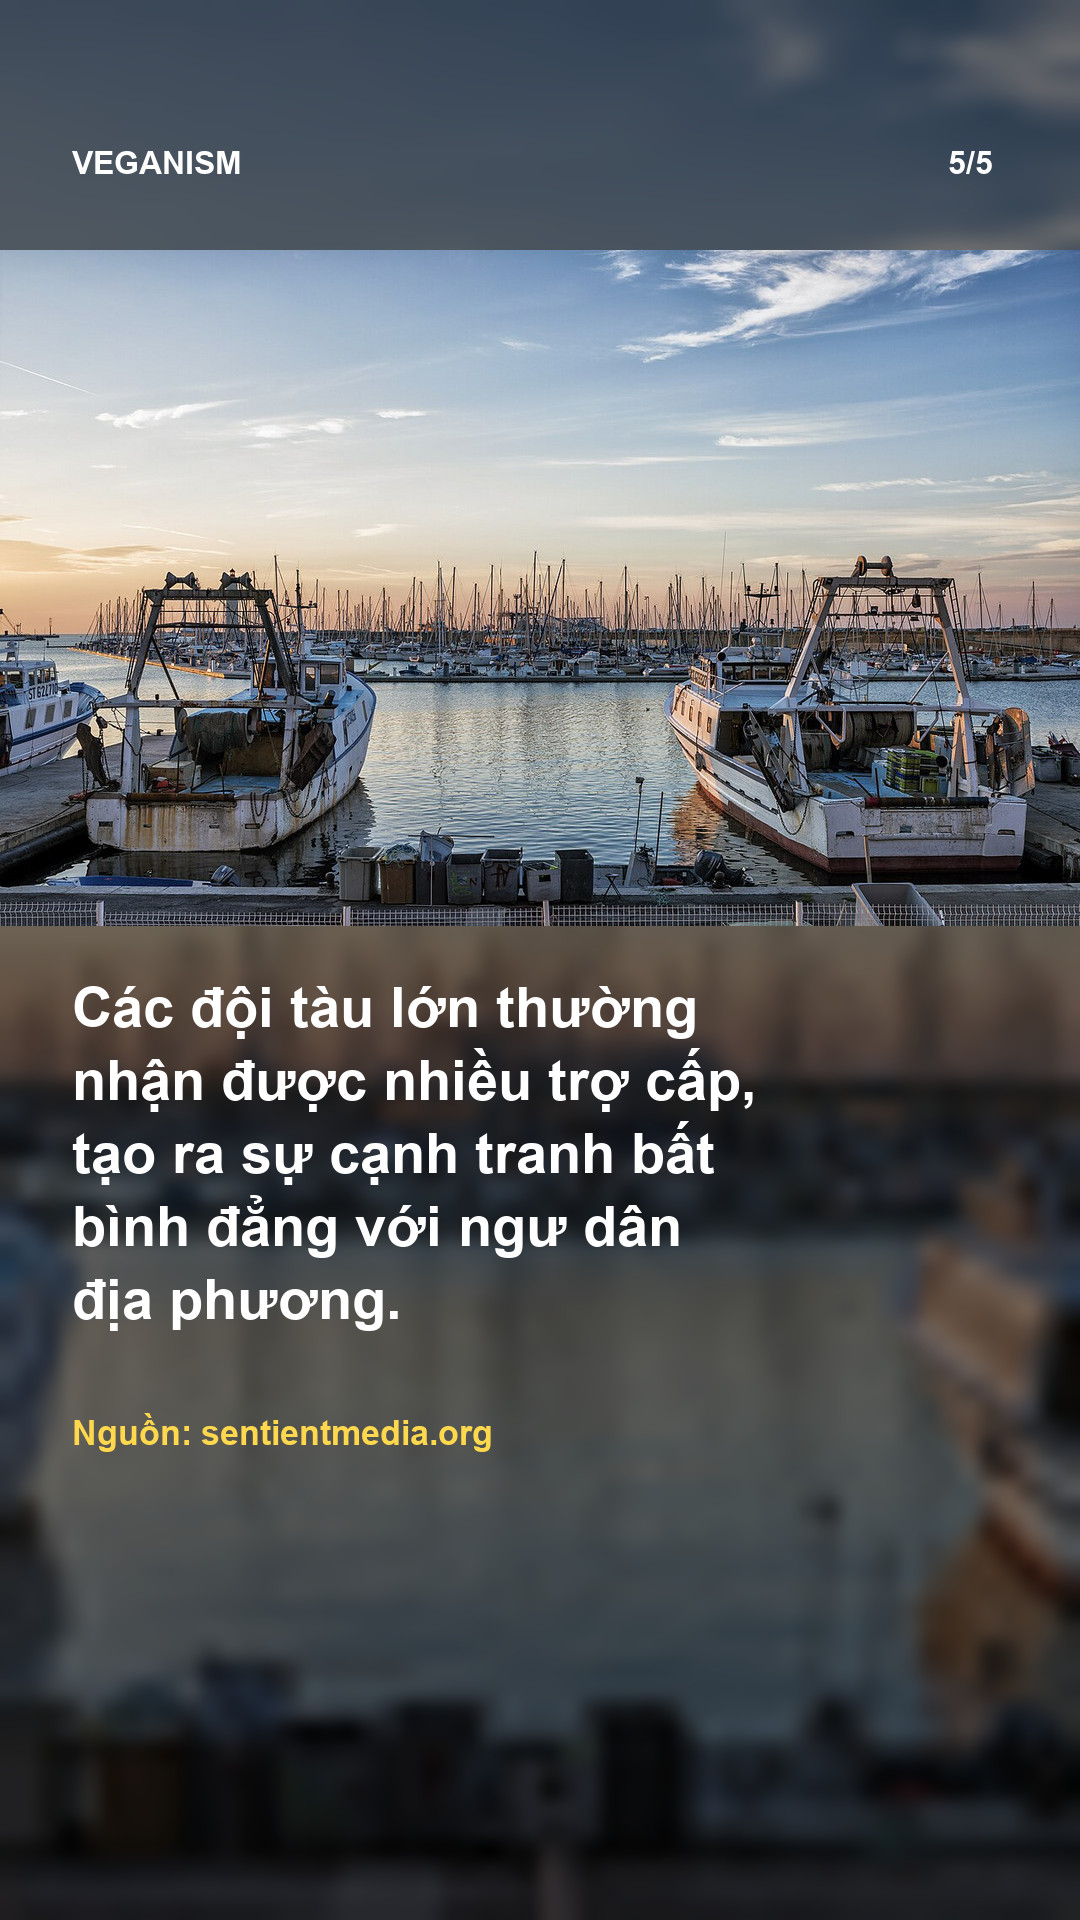 VEGANISM
5/5
Các đội tàu lớn thường
nhận được nhiều trợ cấp,
tạo ra sự cạnh tranh bất
bình đẳng với ngư dân
địa phương.
Nguồn: sentientmedia.org